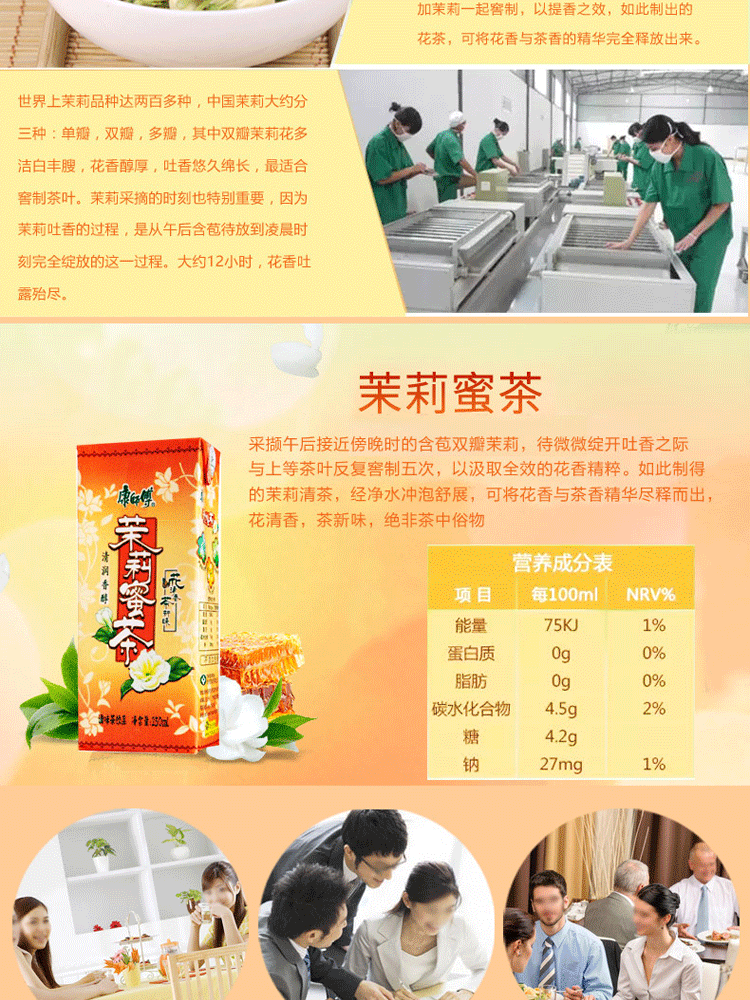 加茉莉一起窖制，以提香之效，如此制出的
花茶，可将花香与茶香的精华完全释放出来。
世界上茉莉品种达两百多种，中国茉莉大约分
三种：单瓣，双瓣，多瓣，其中双瓣茉莉花多
洁白丰腴，花香醇厚，吐香悠久绵长，最适合
窨制茶叶。茉莉采摘的时刻也特别重要，因为
茉莉吐香的过程，是从午后含苞待放到凌晨时
刻完全绽放的这一过程。大约12小时，花香吐
露殆尽。
茉莉蜜茶
采撷午后接近傍晚时的含苞双瓣茉莉，待微微绽开吐香之际
与上等茶叶反复窨制五次，以汲取全效的花香精粹。如此制得
的茉莉清茶，经净水冲泡舒展，可将花香与茶香精华尽释而出，
花清香，茶新味，绝非茶中俗物
康师傅
茉莉蜜茶
清润香醇
净含量:250ml
营养成分表
项 目 每100ml NRV%
能量 75KJ 1%
蛋白质 0g 0%
脂肪 0g 0%
碳水化合物 4.5g 2%
糖 4.2g
钠 27mg 1%